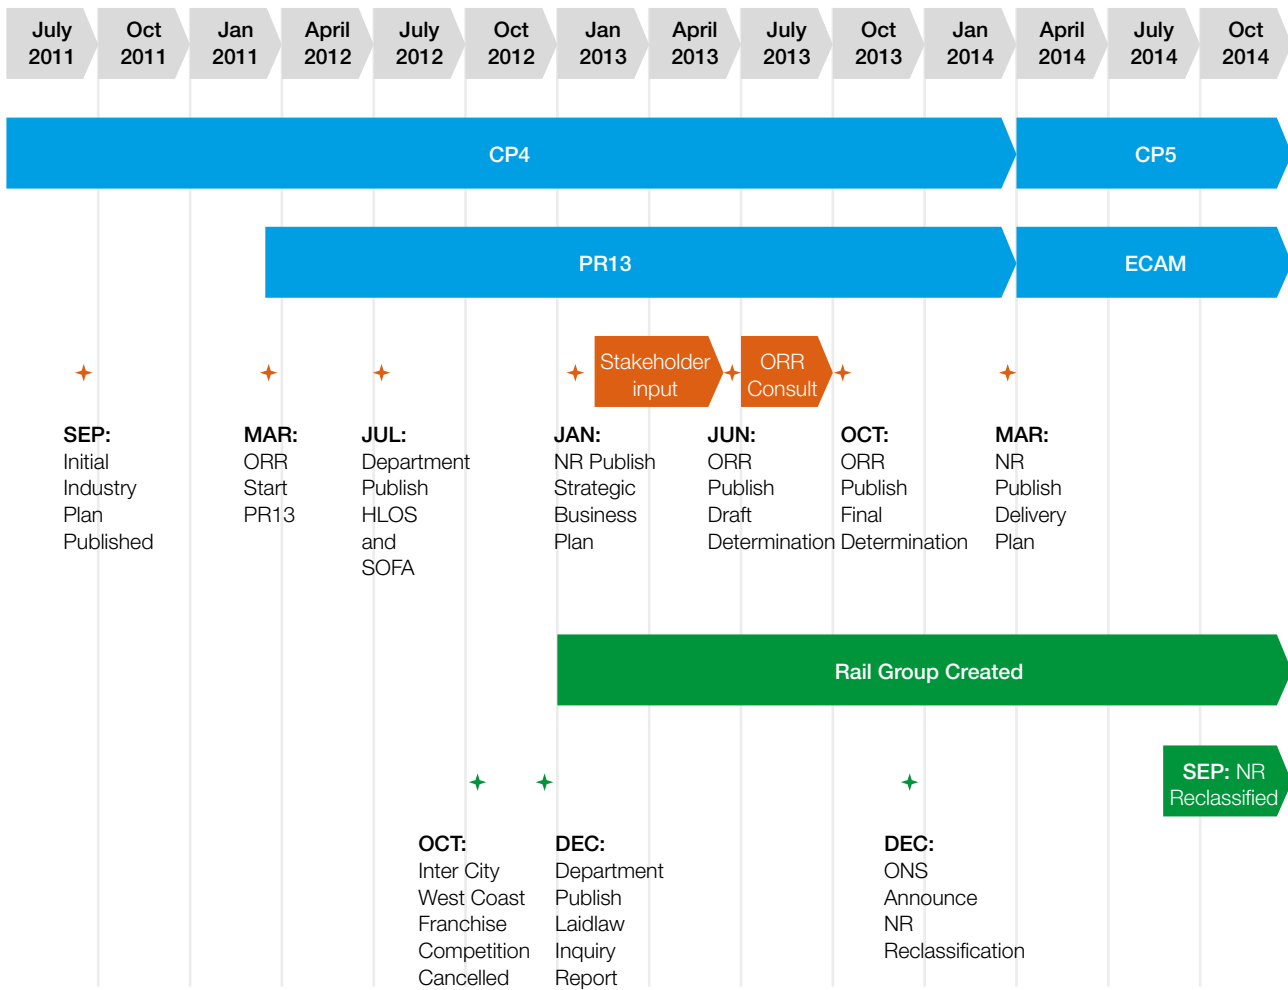 July
2011
Oct
2011
Jan
2011
April
2012
July
2012
Oct
2012
Jan
2013
April
2013
July
2013
Oct
2013
Jan
2014
April
2014
July
2014
Oct
2014
CP4
CP5
PR13
ECAM
Stakeholder
input
ORR
Consult
SEP:
Initial
Industry
Plan
Published
MAR:
ORR
Start
PR13
JUL:
Department
Publish
HLOS
and
SOFA
JAN:
NR Publish
Strategic
Business
Plan
JUN:
ORR
Publish
Draft
Determination
OCT:
ORR
Publish
Final
Determination
MAR:
NR
Publish
Delivery
Plan
Rail Group Created
SEP: NR
Reclassified
OCT:
Inter City
West Coast
Franchise
Competition
Cancelled
DEC:
Department
Publish
Laidlaw
Inquiry
Report
DEC:
ONS
Announce
NR
Reclassification